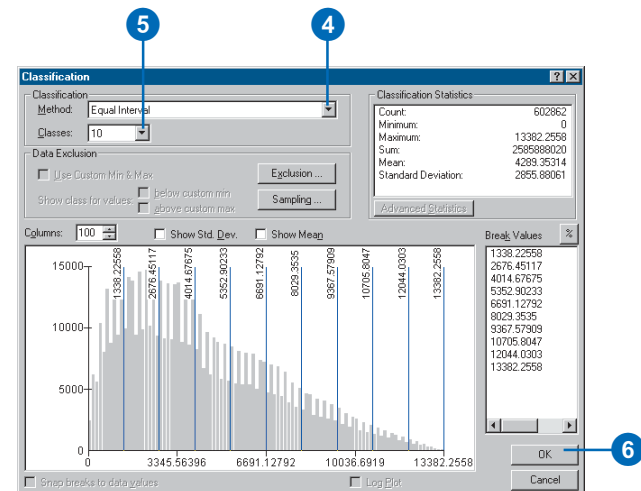 5
4
Classification
Classification
Method: Equal Interval
Classes: 10
Data Exclusion
Use Custom Min & Max
Exclusion ...
Show class for values:
below custom min
above custom max
Sampling ...
Classification Statistics
Count: 602862
Minimum: 0
Maximum: 13382.2558
Sum: 2585888020
Mean: 4289.35314
Standard Deviation: 2855.88061
Advanced Statistics
Columns: 100
Show Std. Dev.
Show Mean
Break Values
%
15000
10000
5000
0
1338.22558
2676.45117
4014.67675
5352.90233
6691.12792
8029.3535
9367.57909
10705.8047
12044.0303
13382.2558
0
3345.56396
6691.12792
10036.6919
13382.2558
1338.22558
2676.45117
4014.67675
5352.90233
6691.12792
8029.3535
9367.57909
10705.8047
12044.0303
13382.2558
OK
6
Cancel
Snap breaks to data values
Log Plot